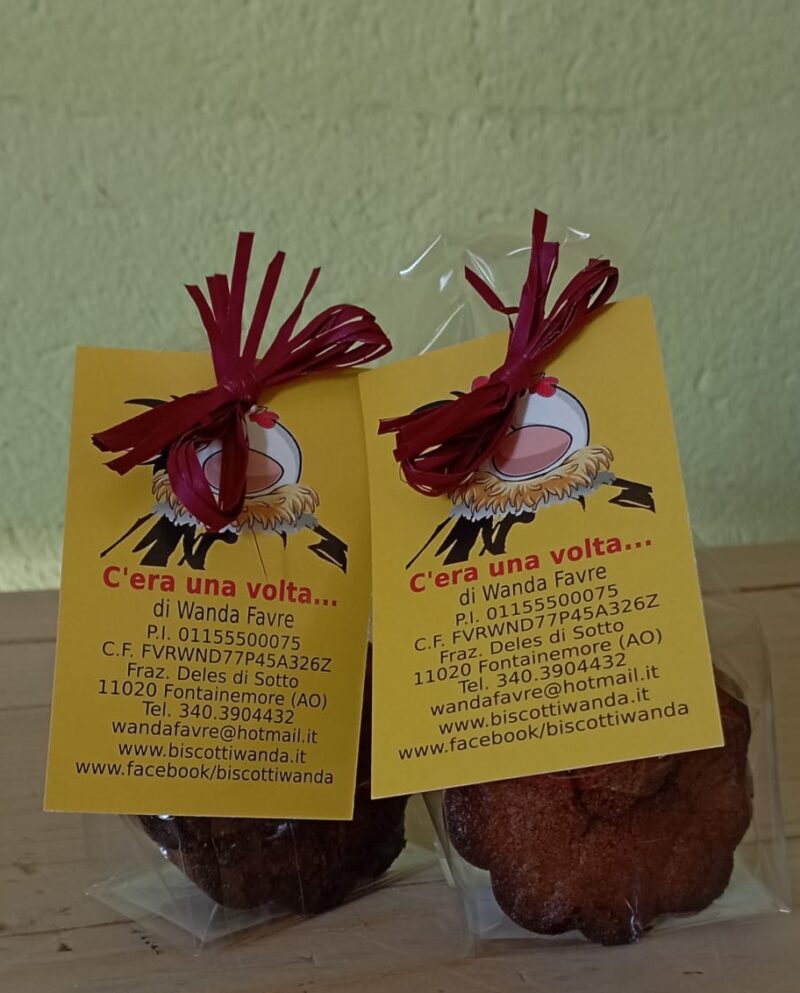 C'era una volta...
di Wanda Favre
P.I. 01155500075
C.F. FVRWND77P45A326Z
Fraz. Deles di Sotto
11020 Fontainemore (AO)
Tel. 340.3904432
wandafavre@hotmail.it
www.biscottiwanda.it
www.facebook/biscottiwanda
C'era una volta...
di Wanda Favre
P.I. 01155500075
C.F. FVRWND77P45A326Z
Fraz. Deles di Sotto
11020 Fontainemore (AO)
Tel. 340.3904432
wandafavre@hotmail.it
www.biscottiwanda.it
www.facebook/biscottiwanda